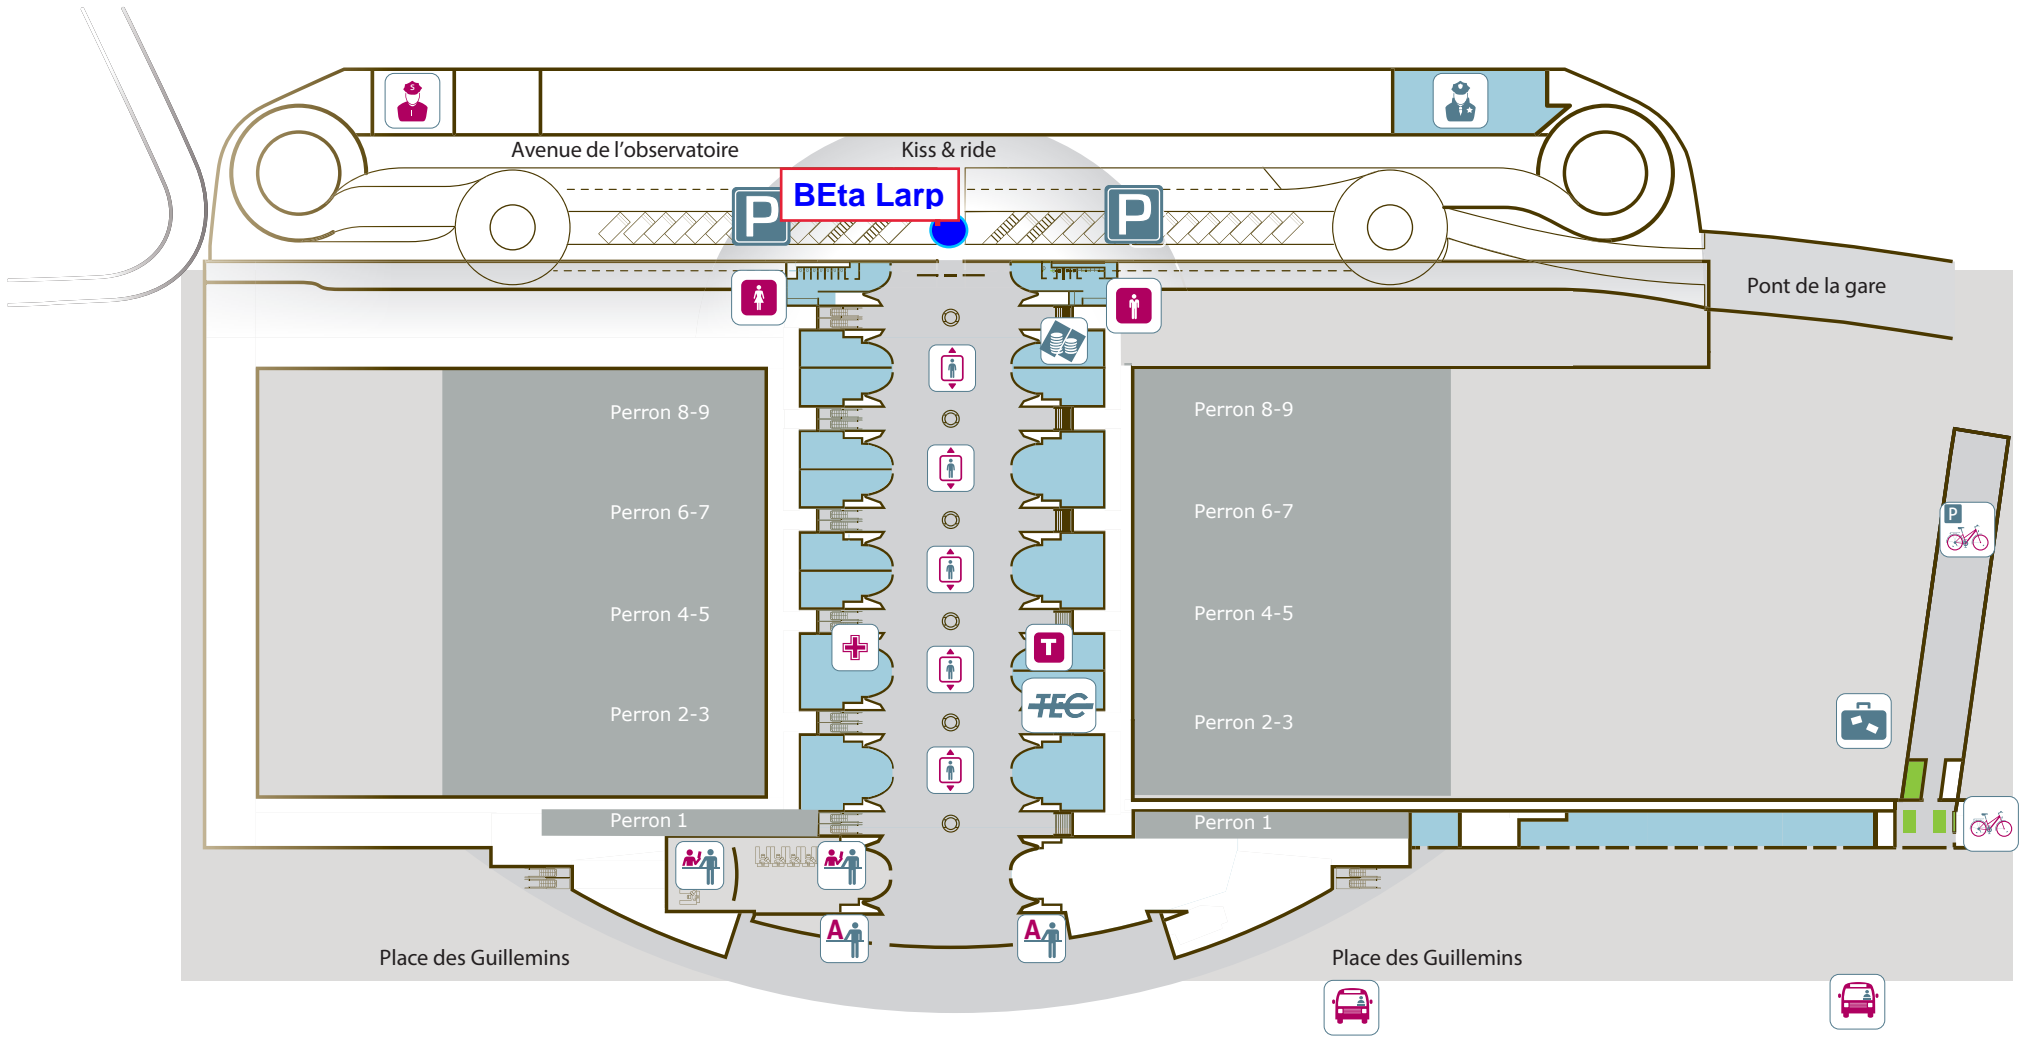 S
Avenue de l'observatoire
Kiss & ride
P
BEta Larp
P
Pont de la gare
Perron 8-9
Perron 8-9
Perron 6-7
Perron 6-7
P
Perron 4-5
Perron 4-5
T
TEC
Perron 2-3
Perron 2-3
Perron 1
Perron 1
A
A
Place des Guillemins
Place des Guillemins